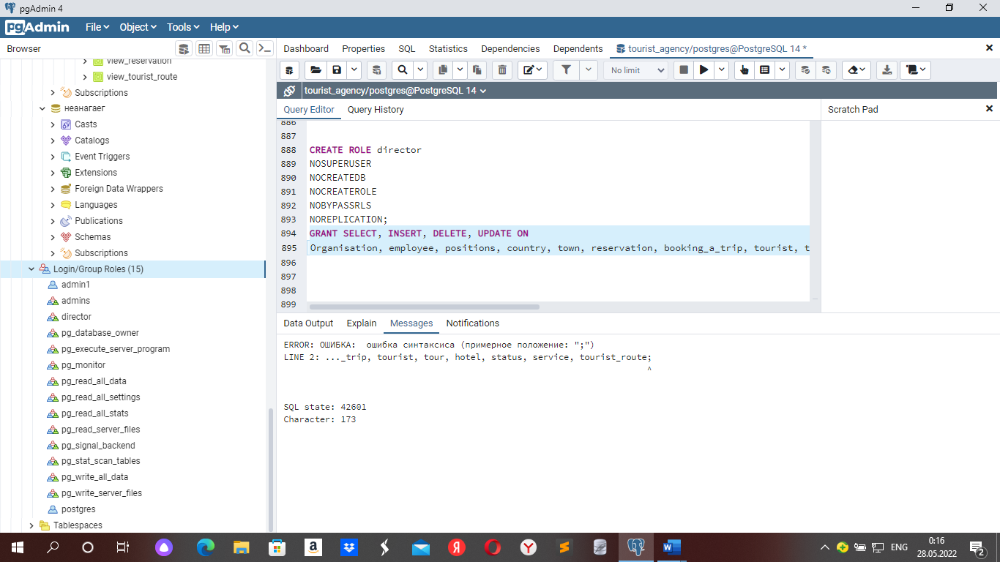 pgAdmin 4
pgAdmin File Object Tools Help
Browser
Dashboard Properties SQL Statistics Dependencies Dependents tourist_agency/postgres@PostgreSQL 14 *
No limit
tourist_agency/postgres@PostgreSQL 14
Query Editor Query History
Scratch Pad
view_reservation
view_tourist_route
Subscriptions
неанагаег
Casts
Catalogs
Event Triggers
Extensions
Foreign Data Wrappers
Languages
Publications
Schemas
Subscriptions
Login/Group Roles (15)
admin1
admins
director
pg_database_owner
pg_execute_server_program
pg_monitor
pg_read_all_data
pg_read_all_settings
pg_read_all_stats
pg_read_server_files
pg_signal_backend
pg_stat_scan_tables
pg_write_all_data
pg_write_server_files
postgres
Tablespaces
886
887
888 CREATE ROLE director
889 NOSUPERUSER
890 NOCREATEDB
891 NOCREATEROLE
892 NOBYPASSRLS
893 NOREPLICATION;
894 GRANT SELECT, INSERT, DELETE, UPDATE ON
895 Organisation, employee, positions, country, town, reservation, booking_a_trip, tourist, t
896
897
898
899
Data Output Explain Messages Notifications
ERROR: ОШИБКА: ошибка синтаксиса (примерное положение: ";")
LINE 2: ..._trip, tourist, tour, hotel, status, service, tourist_route;
^
SQL state: 42601
Character: 173
ENG
0:16
28.05.2022
2